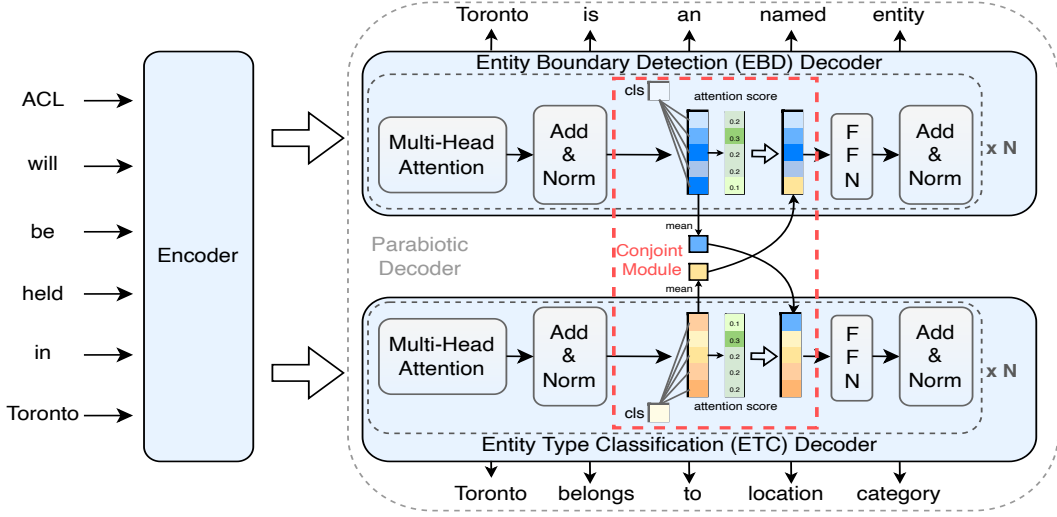 Toronto is an named entity
Entity Boundary Detection (EBD) Decoder
cls
attention score
Multi-Head
Attention
Add
&
Norm
0.2
0.3
0.2
0.2
0.1
F
F
N
Add
&
Norm
x N
mean
ACL
will
be
held
in
Toronto
Encoder
Parabiotic
Decoder
Conjoint
Module
mean
Multi-Head
Attention
Add
&
Norm
0.1
0.3
0.2
0.2
0.2
F
F
N
Add
&
Norm
x N
cls
attention score
Entity Type Classification (ETC) Decoder
Toronto belongs to location category